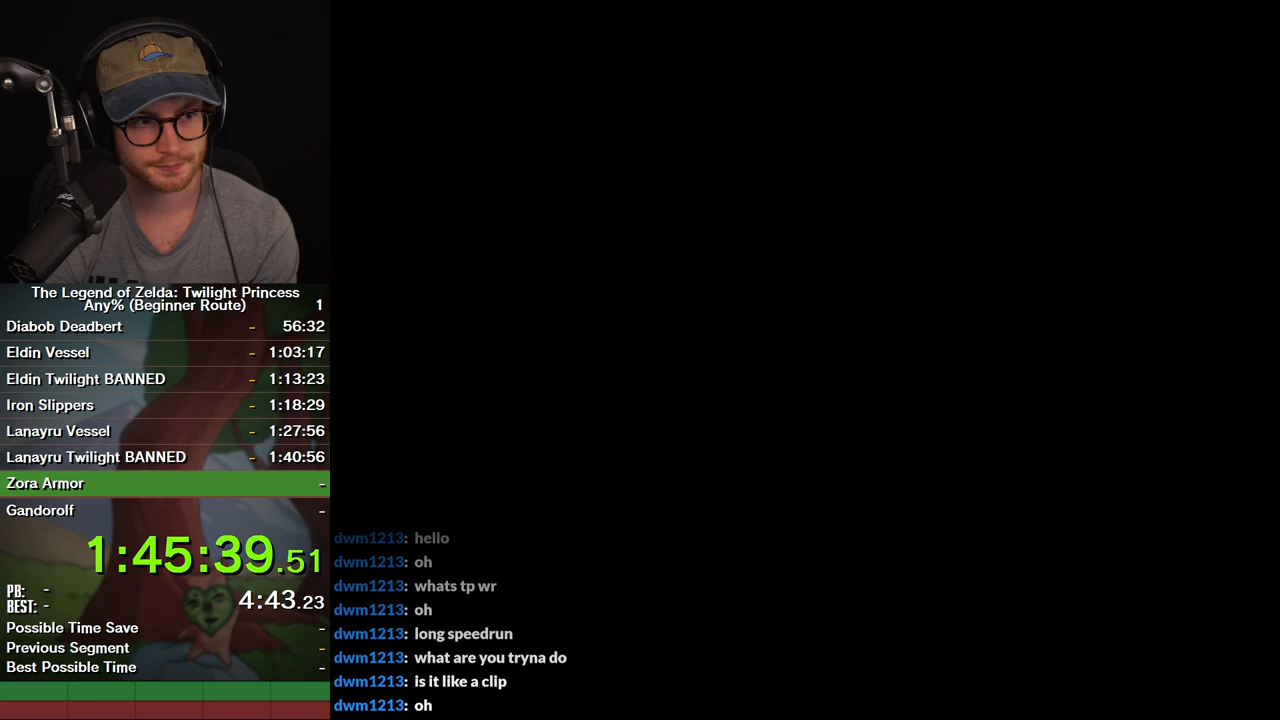 The Legend of Zelda: Twilight Princess
Any% (Beginner Route) 1
Diabob Deadbert - 56:32
Eldin Vessel - 1:03:17
Eldin Twilight BANNED - 1:13:23
Iron Slippers - 1:18:29
Lanayru Vessel - 1:27:56
Lanayru Twilight BANNED - 1:40:56
Zora Armor -
Gandorolf -
1:45:39.51
PB: -
BEST: -
4:43.23
Possible Time Save -
Previous Segment -
Best Possible Time -
dwm1213: hello
dwm1213: oh
dwm1213: whats tp wr
dwm1213: oh
dwm1213: long speedrun
dwm1213: what are you tryna do
dwm1213: is it like a clip
dwm1213: oh